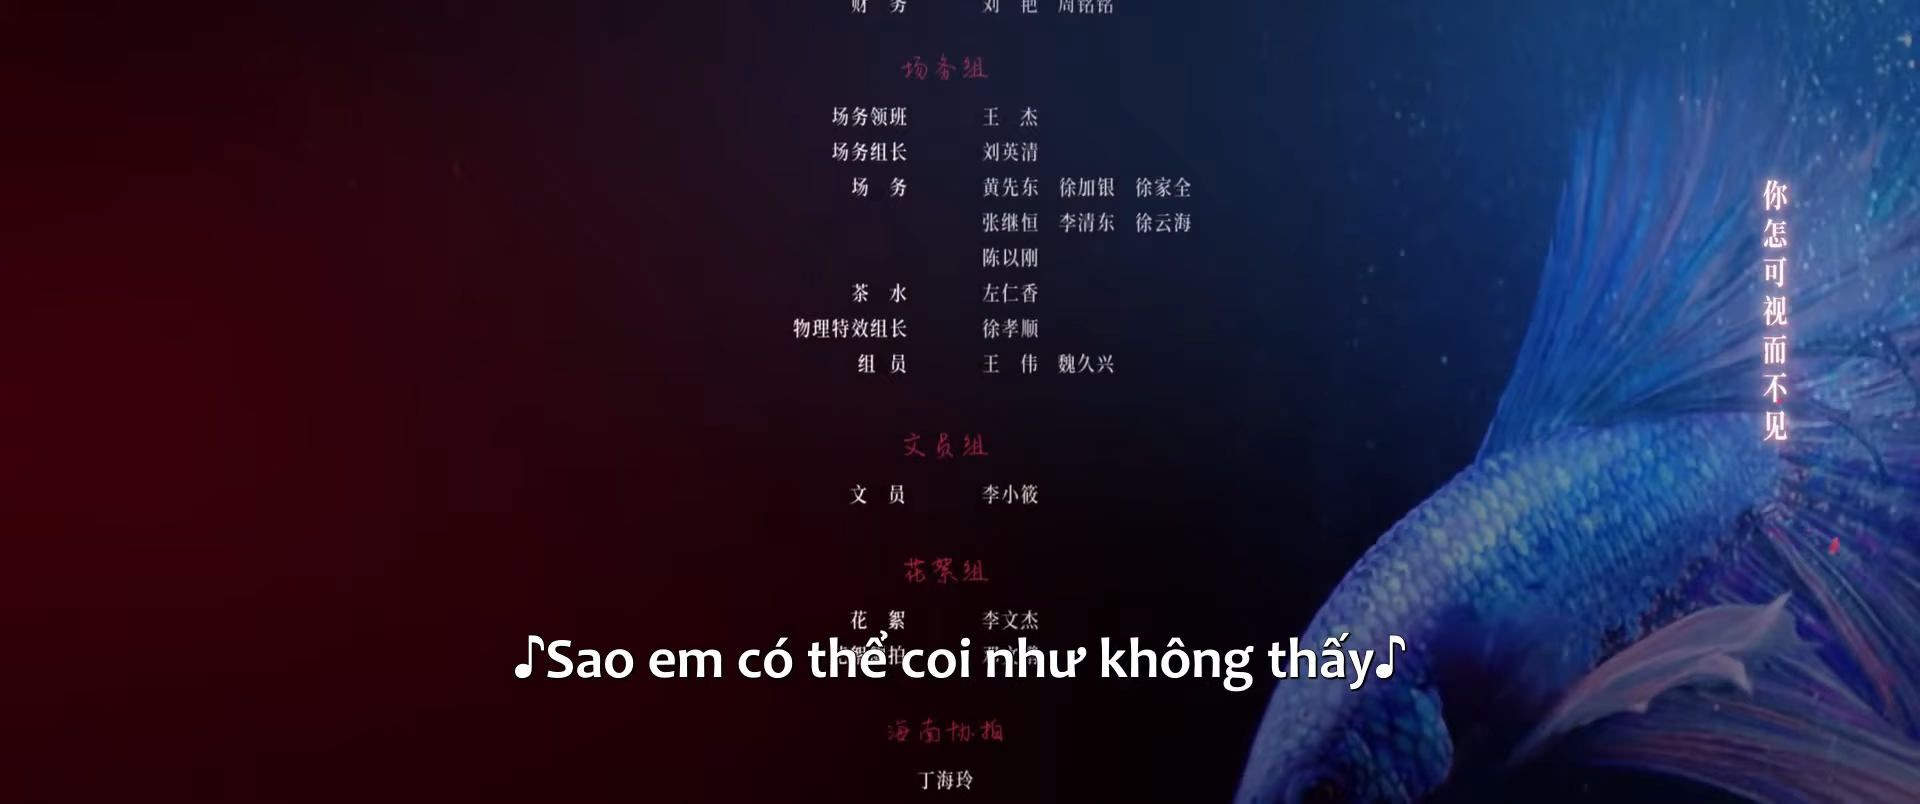 财 务 刘 艳 周铭铭
场务组
场务领班 王 杰
场务组长 刘英清
场 务 黄先东 徐加银 徐家全
张继恒 李清东 徐云海
陈以刚
茶 水 左仁香
物理特效组长 徐孝顺
组 员 王 伟 魏久兴
文员组
文 员 李小筱
花絮组
花 絮 李文杰
♪Sao em có thể coi như không thấy♪
海南协拍
丁海玲
你怎可视而不见